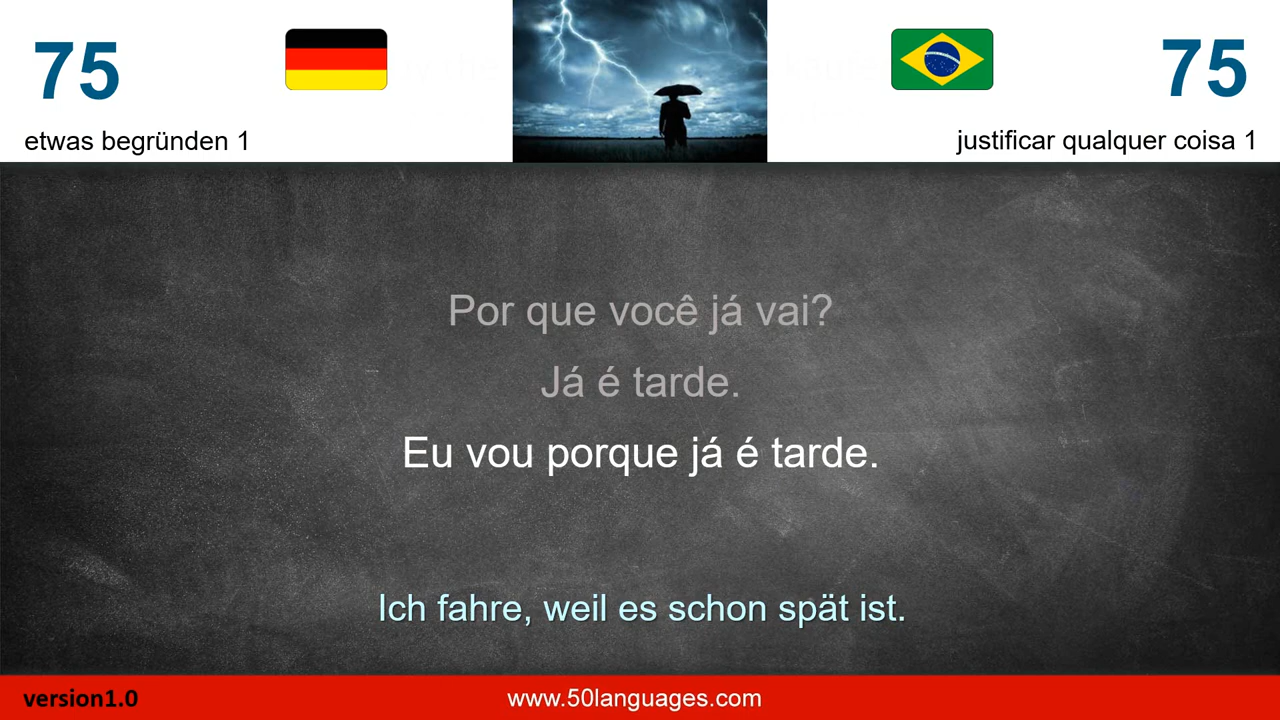 75
75
etwas begründen 1
justificar qualquer coisa 1
Por que você já vai?
Já é tarde.
Eu vou porque já é tarde.
Ich fahre, weil es schon spät ist.
version1.0
www.50languages.com